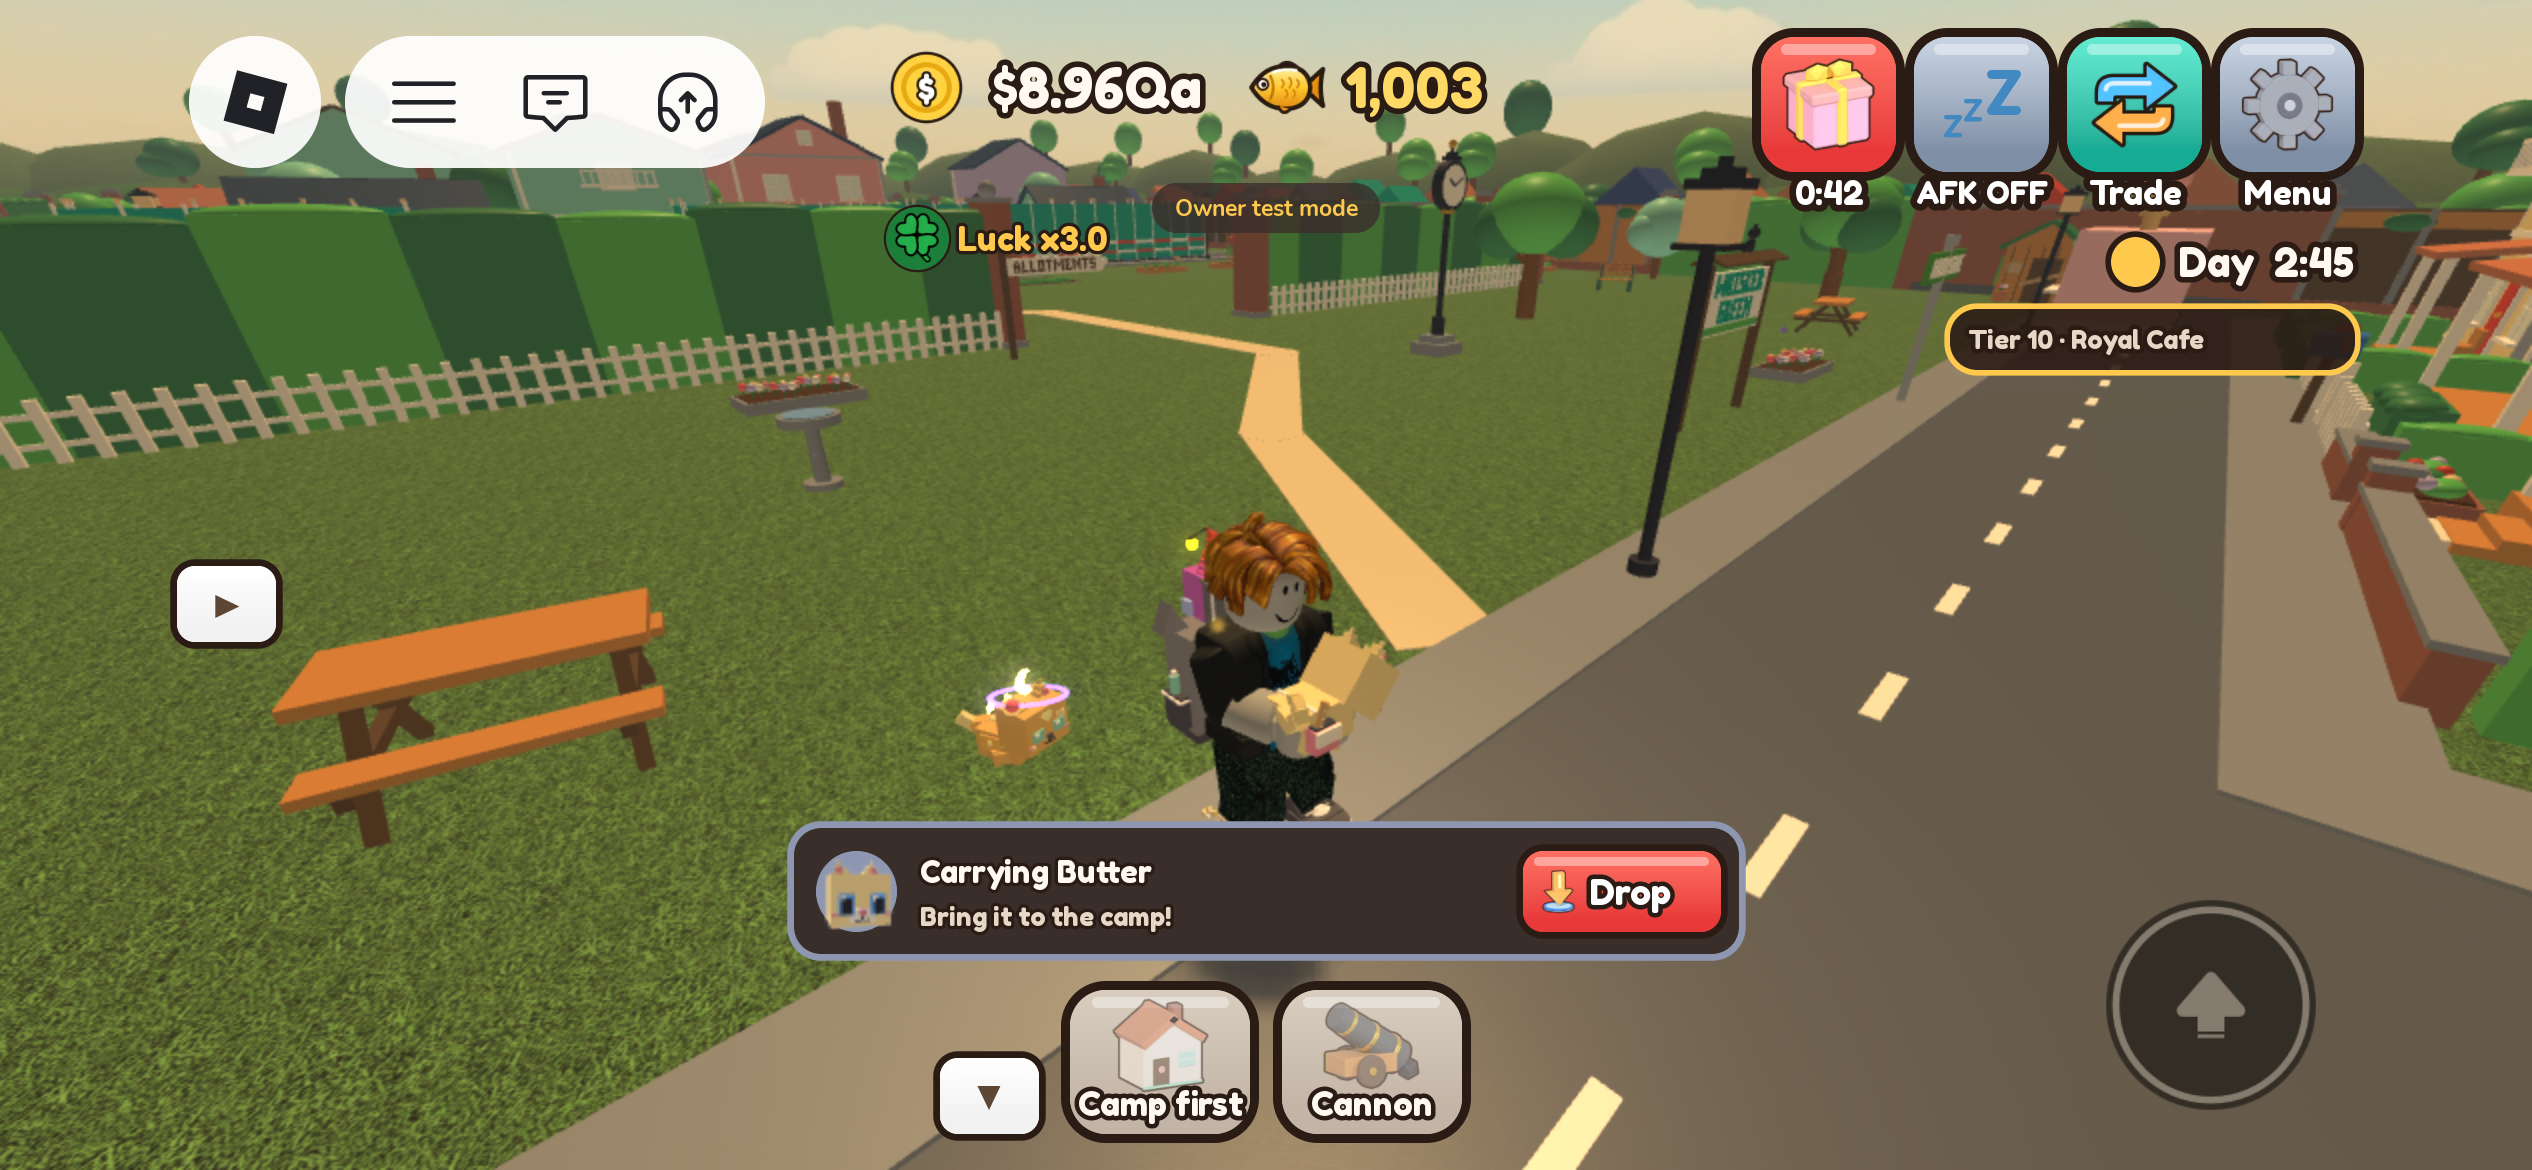 $8.96Qa
1,003
0:42
AFK OFF
Trade
Menu
Owner test mode
Luck x3.0
ALLOTMENTS
Day 2:45
Tier 10 · Royal Cafe
Carrying Butter
Bring it to the camp!
Drop
Camp first
Cannon